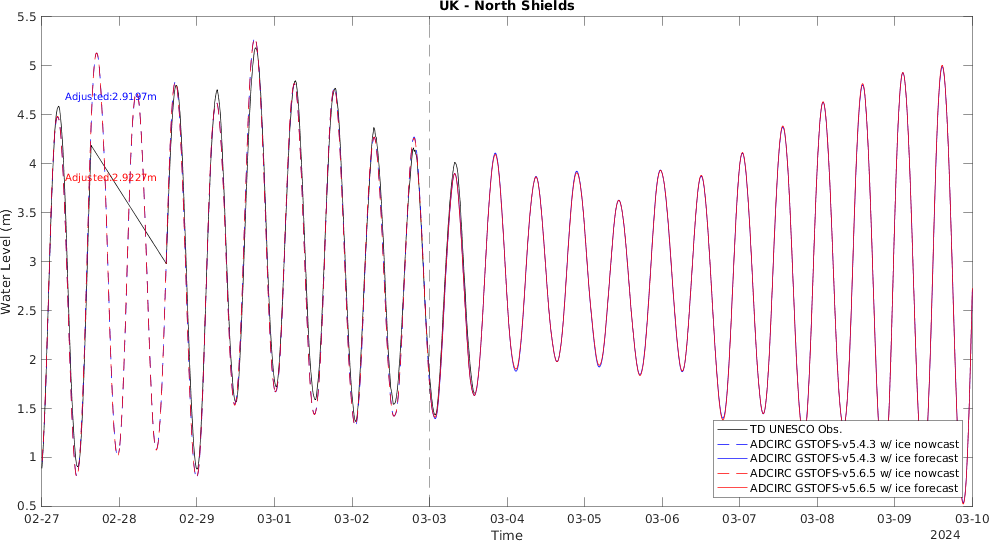 UK - North Shields
5.5
5
4.5
4
3.5
3
2.5
2
1.5
1
0.5
Water Level (m)
Adjusted:2.9197m
Adjusted:2.9227m
TD UNESCO Obs.
ADCIRC GSTOFS-v5.4.3 w/ ice nowcast
ADCIRC GSTOFS-v5.4.3 w/ ice forecast
ADCIRC GSTOFS-v5.6.5 w/ ice nowcast
ADCIRC GSTOFS-v5.6.5 w/ ice forecast
02-27 02-28 02-29 03-01 03-02 03-03 03-04 03-05 03-06 03-07 03-08 03-09 03-10
Time
2024